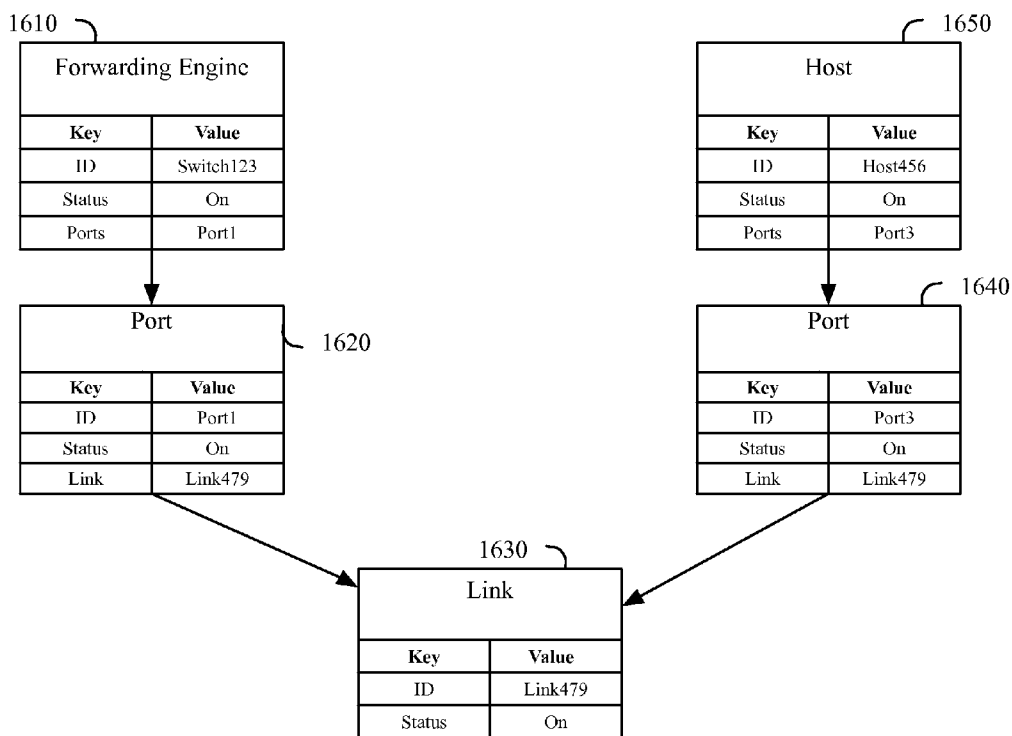 1610
Forwarding Engine
Key Value
ID Switch123
Status On
Ports Port1
1650
Host
Key Value
ID Host456
Status On
Ports Port3
Port
1620
Key Value
ID Port1
Status On
Link Link479
1640
Port
Key Value
ID Port3
Status On
Link Link479
1630
Link
Key Value
ID Link479
Status On